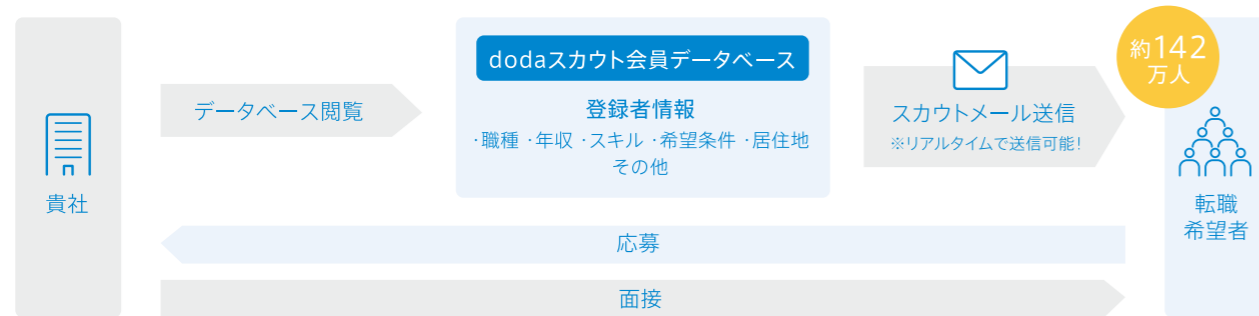 貴社
データベース閲覧
dodaスカウト会員データベース
登録者情報
・職種 ・年収 ・スキル ・希望条件 ・居住地
その他
スカウトメール送信
※リアルタイムで送信可能！
約142
万人
転職
希望者
応募
面接